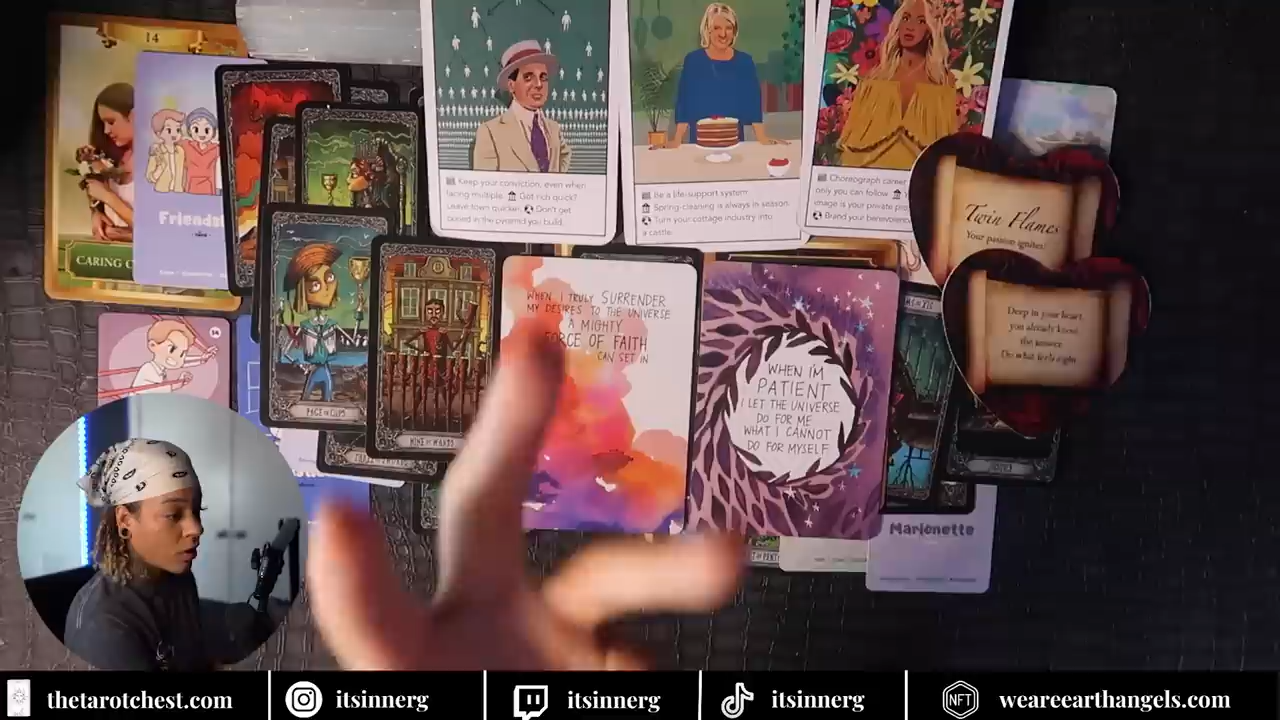 14
Keep your conviction, even when
facing multiple.
Got rich quick?
Leave town quicker.
Don't get
buried in the pyramid you build.
Be a life-support system.
Spring-cleaning is always in season.
Turn your cottage industry into
a castle.
Choreograph career
only you can follow.
image is your private
Brand your benevolence
Twin Flames
Your passion ignites!
Deep in your heart
you already know
the answer.
Do what feels right
CARING
PAGE OF CUPS
NINE OF WANDS
WHEN I TRULY SURRENDER
MY DESIRES TO THE UNIVERSE
A MIGHTY
FORCE OF FAITH
CAN SET IN
WHEN I'M
PATIENT
I LET THE UNIVERSE
DO FOR ME
WHAT I CANNOT
DO FOR MYSELF
Marionette
thetarotchest.com
itsinnerg
itsinnerg
itsinnerg
NFT
weareearthangels.com